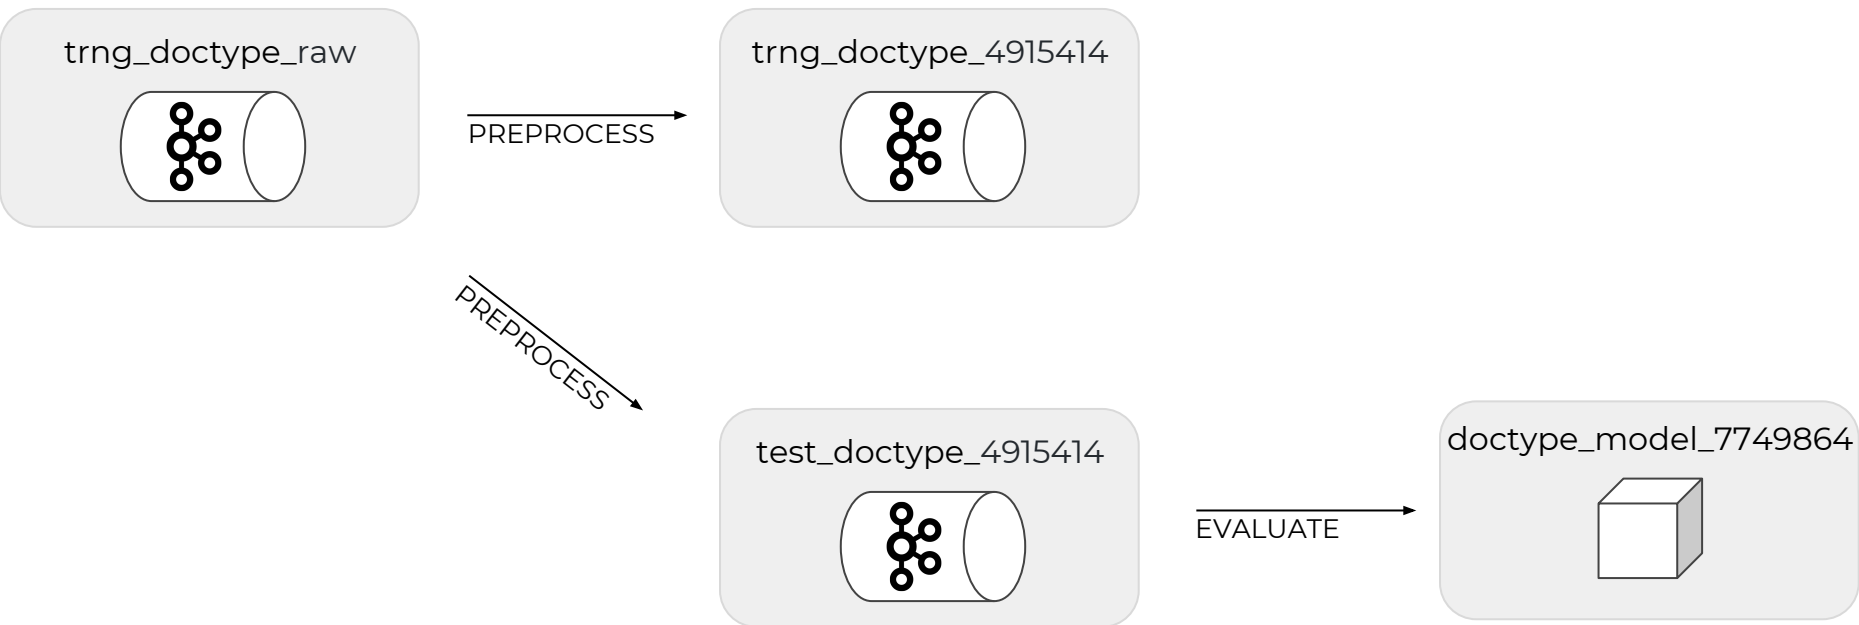 trng_doctype_raw
trng_doctype_4915414
PREPROCESS
PREPROCESS
test_doctype_4915414
doctype_model_7749864
EVALUATE